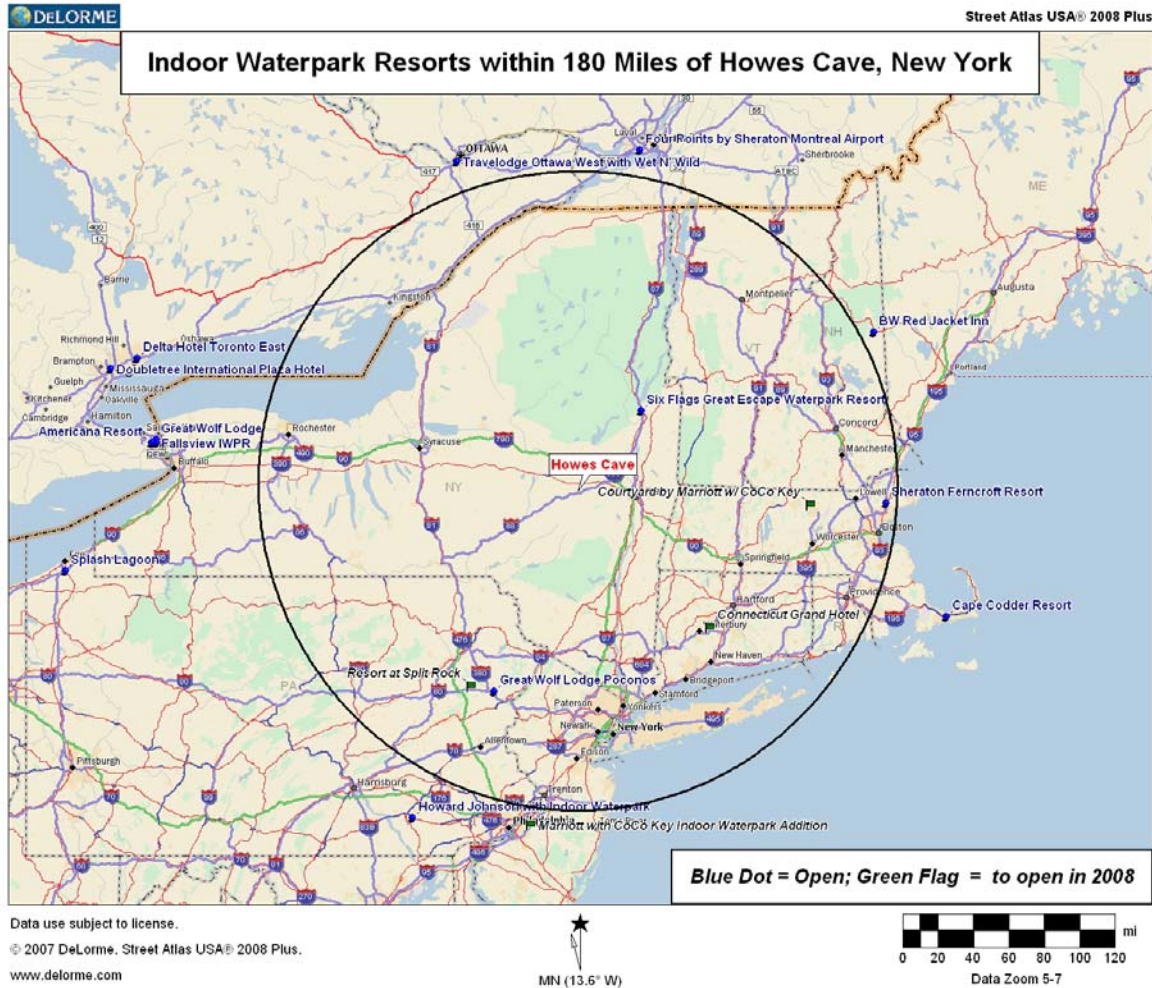 DELORME
Street Atlas USA® 2008 Plus
Indoor Waterpark Resorts within 180 Miles of Howes Cave, New York
OTTAWA
Travelodge Ottawa West with Wet N' Wild
Laval
Four Points by Sheraton Montreal Airport
Sherbrooke
417
416
400
12
Barrie
Kingston
ME
Augusta
Montpelier
NH
VT
BW Red Jacket Inn
Portland
Richmond Hill
Oshawa
Delta Hotel Toronto East
Brampton
Doubletree International Plaza Hotel
Guelph
Mississauga
Kitchener
Oakville
Cambridge
Hamilton
Americana Resort
Great Wolf Lodge
Fallsview IWPR
QEW
Buffalo
Rochester
Syracuse
Six Flags Great Escape Waterpark Resort
Concord
Manchester
Howes Cave
NY
Courtyard by Marriott w/ CoCo Key
Lowell
Sheraton Ferncroft Resort
Worcester
Boston
Splash Lagoon
Springfield
Hartford
Providence
Cape Codder Resort
Connecticut Grand Hotel
New Haven
Bridgeport
Stamford
Resort at Split Rock
PA
Great Wolf Lodge Poconos
Paterson
Yonkers
Newark
New York
Edison
Allentown
Pittsburgh
Harrisburg
Trenton
Howard Johnson with Indoor Waterpark
Philadelphia
Marriott with CoCo Key Indoor Waterpark Addition
Blue Dot = Open; Green Flag = to open in 2008
Data use subject to license.
© 2007 DeLorme. Street Atlas USA® 2008 Plus.
www.delorme.com
MN (13.6° W)
mi
0 20 40 60 80 100 120
Data Zoom 5-7